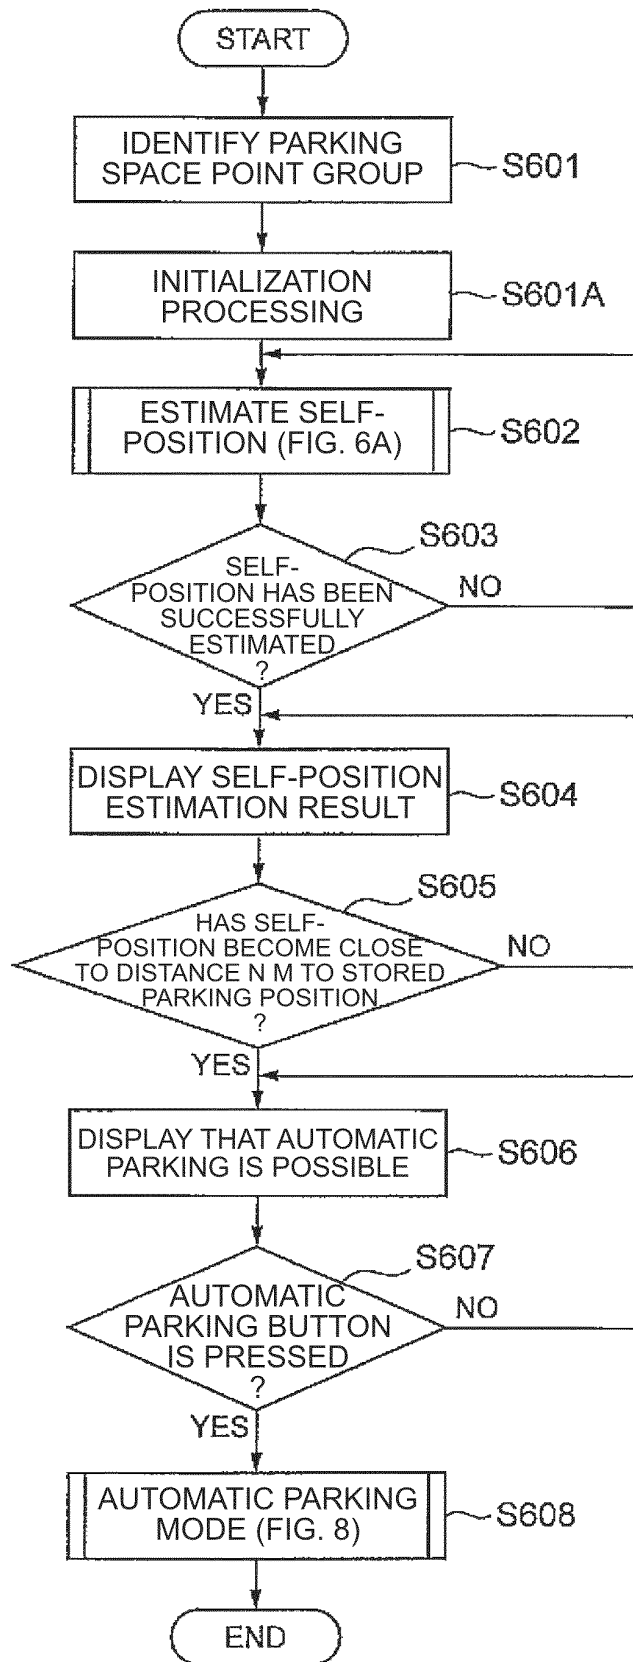 START
IDENTIFY PARKING
SPACE POINT GROUP
S601
INITIALIZATION
PROCESSING
S601A
ESTIMATE SELF-
POSITION (FIG. 6A)
S602
S603
SELF-
POSITION HAS BEEN
SUCCESSFULLY
ESTIMATED
?
NO
YES
DISPLAY SELF-POSITION
ESTIMATION RESULT
S604
S605
HAS SELF-
POSITION BECOME CLOSE
TO DISTANCE N M TO STORED
PARKING POSITION
?
NO
YES
DISPLAY THAT AUTOMATIC
PARKING IS POSSIBLE
S606
S607
AUTOMATIC
PARKING BUTTON
IS PRESSED
?
NO
YES
AUTOMATIC PARKING
MODE (FIG. 8)
S608
END